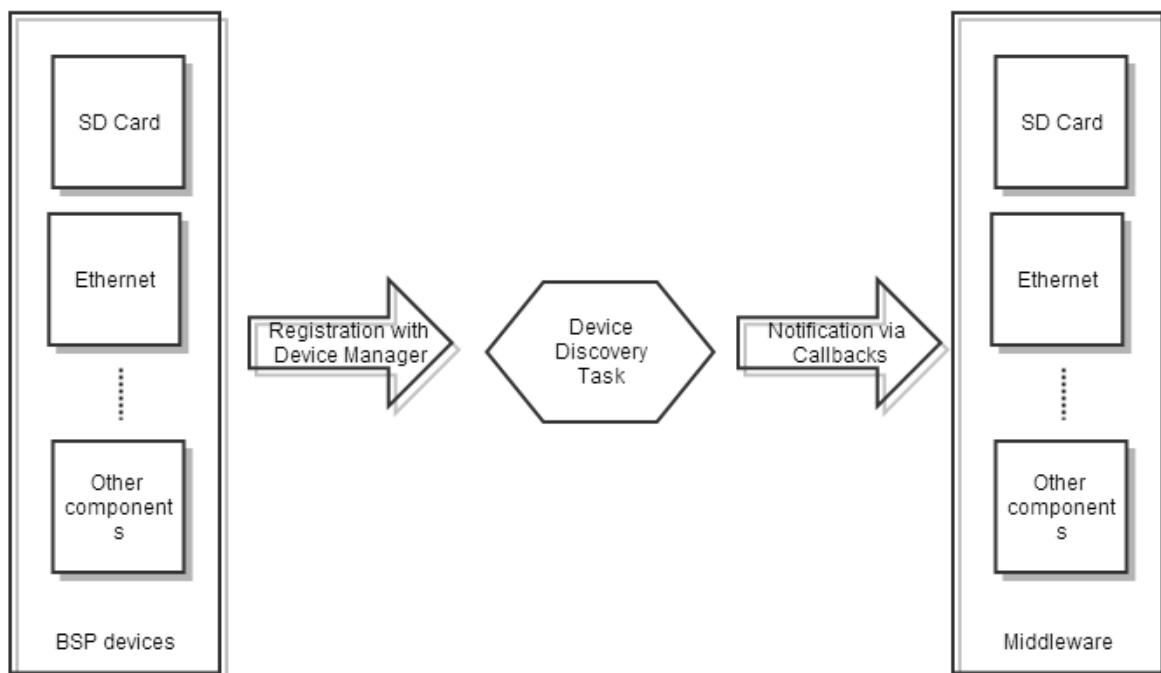 SD Card
Ethernet
Other
component
s
BSP devices
Registration with
Device Manager
Device
Discovery
Task
Notification via
Callbacks
SD Card
Ethernet
Other
component
s
Middleware